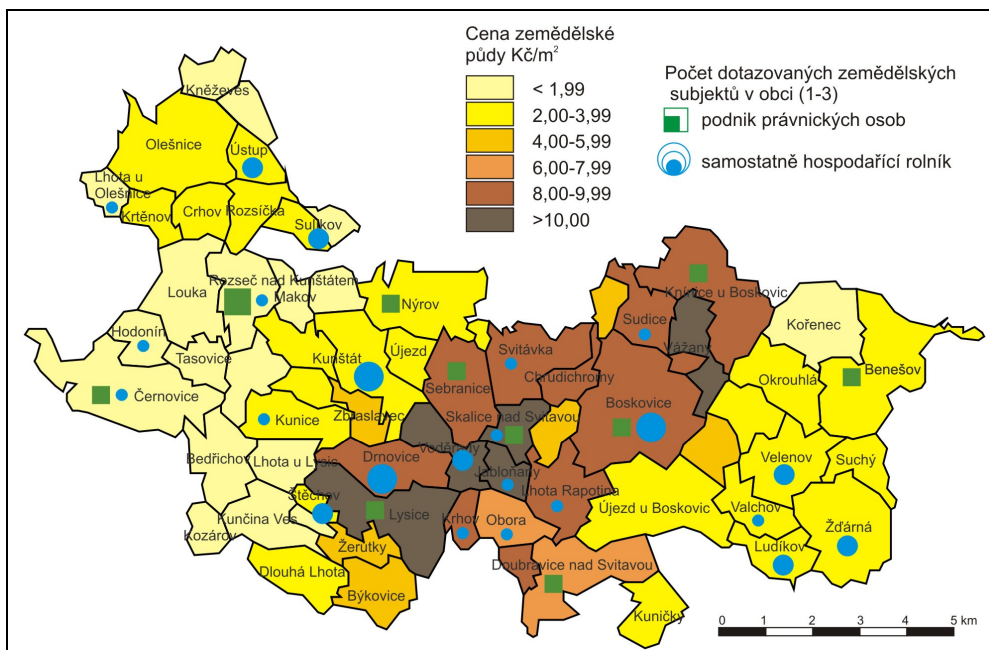 Cena zemědělské
půdy Kč/m²
< 1,99
2,00-3,99
4,00-5,99
6,00-7,99
8,00-9,99
>10,00
Počet dotazovaných zemědělských
subjektů v obci (1-3)
podnik právnických osob
samostatně hospodařící rolník
Kněževes
Olešnice
Ústup
Lhota u
Olešnice
Krtěnov
Crhov
Rozsíčka
Sulíkov
Rozseč nad Kunštátem
Makov
Louka
Nýrov
Hodonín
Tasovice
Černovice
Kunštát
Újezd
Kunice
Zbraslavec
Sebranice
Svitávka
Chrudichromy
Skalice nad Svitavou
Sudice
Knínice u Boskovic
Vážany
Kořenec
Benešov
Okrouhlá
Boskovice
Bedřichov
Lhota u Lysic
Drnovice
Voděrady
Jabloňany
Lhota Rapotina
Velenov
Suchý
Štěchov
Kunčina Ves
Kozárov
Lysice
Krhov
Obora
Újezd u Boskovic
Valchov
Žďárná
Ludíkov
Žerůtky
Dlouhá Lhota
Býkovice
Doubravice nad Svitavou
Kuničky
0 1 2 3 4 5 km